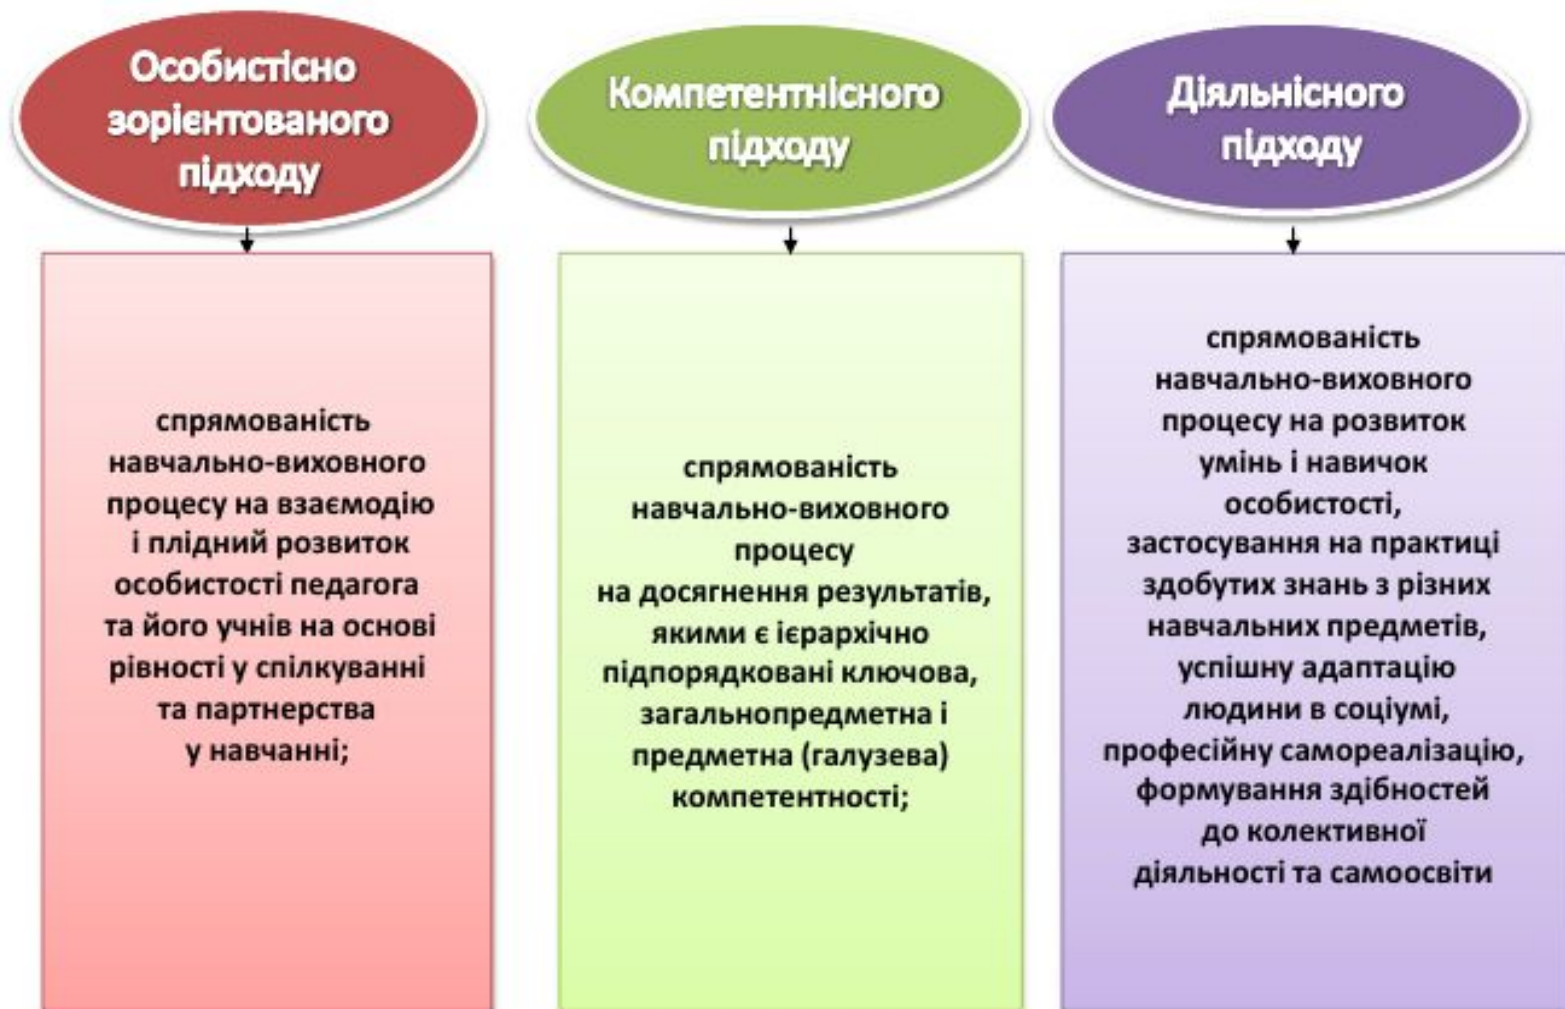 Особистісно
зорієнтованого
підходу
спрямованість
навчально-виховного
процесу на взаємодію
і плідний розвиток
особистості педагога
та його учнів на основі
рівності у спілкуванні
та партнерства
у навчанні;
Компетентнісного
підходу
спрямованість
навчально-виховного
процесу
на досягнення результатів,
якими є ієрархічно
підпорядковані ключова,
загальнопредметна і
предметна (галузева)
компетентності;
Діяльнісного
підходу
спрямованість
навчально-виховного
процесу на розвиток
умінь і навичок
особистості,
застосування на практиці
здобутих знань з різних
навчальних предметів,
успішну адаптацію
людини в соціумі,
професійну самореалізацію,
формування здібностей
до колективної
діяльності та самоосвіти